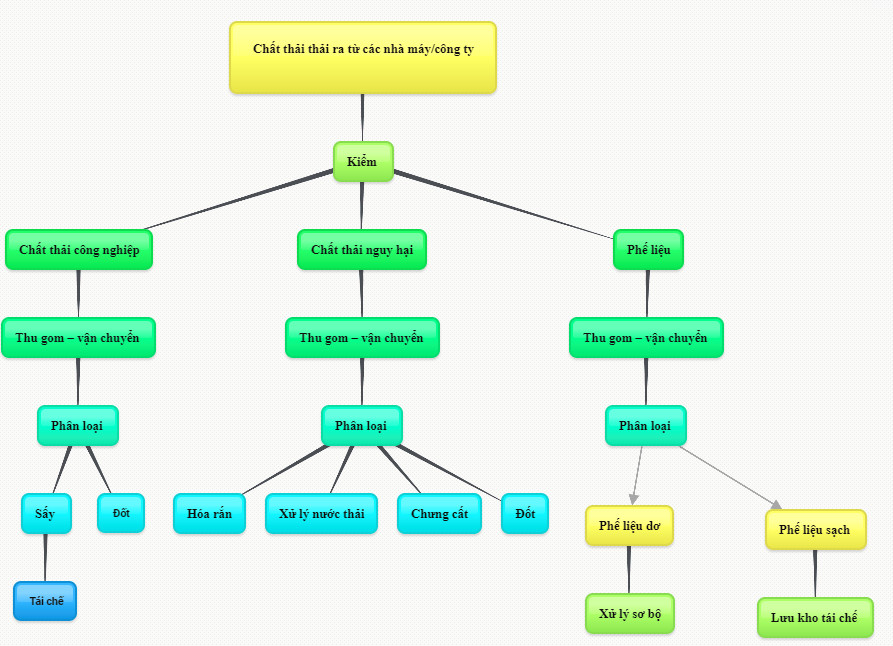 Chất thải thải ra từ các nhà máy/công ty
Kiểm
Chất thải công nghiệp
Chất thải nguy hại
Phế liệu
Thu gom – vận chuyển
Thu gom – vận chuyển
Thu gom – vận chuyển
Phân loại
Phân loại
Phân loại
Sấy
Đốt
Hóa rắn
Xử lý nước thải
Chưng cất
Đốt
Phế liệu dơ
Phế liệu sạch
Tái chế
Xử lý sơ bộ
Lưu kho tái chế